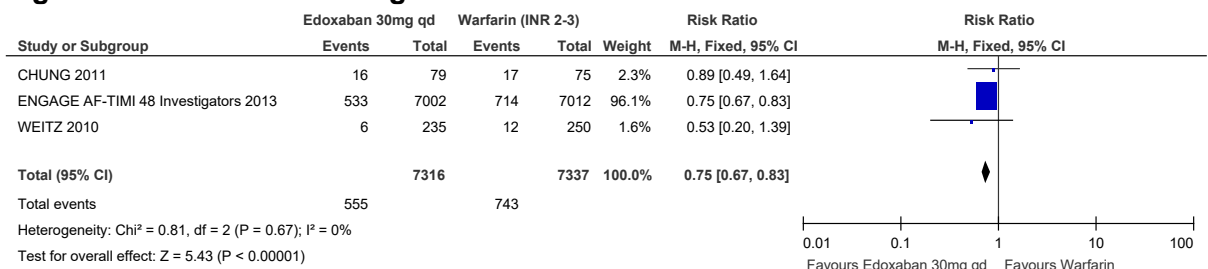 Edoxaban 30mg qd Warfarin (INR 2-3) Risk Ratio Risk Ratio
Study or Subgroup Events Total Events Total Weight M-H, Fixed, 95% CI M-H, Fixed, 95% CI
CHUNG 2011 16 79 17 75 2.3% 0.89 [0.49, 1.64]
ENGAGE AF-TIMI 48 Investigators 2013 533 7002 714 7012 96.1% 0.75 [0.67, 0.83]
WEITZ 2010 6 235 12 250 1.6% 0.53 [0.20, 1.39]
Total (95% CI) 7316 7337 100.0% 0.75 [0.67, 0.83]
Total events 555 743
Heterogeneity: Chi² = 0.81, df = 2 (P = 0.67); I² = 0%
Test for overall effect: Z = 5.43 (P < 0.00001)
0.01 0.1 1 10 100
Favours Edoxaban 30mg qd Favours Warfarin